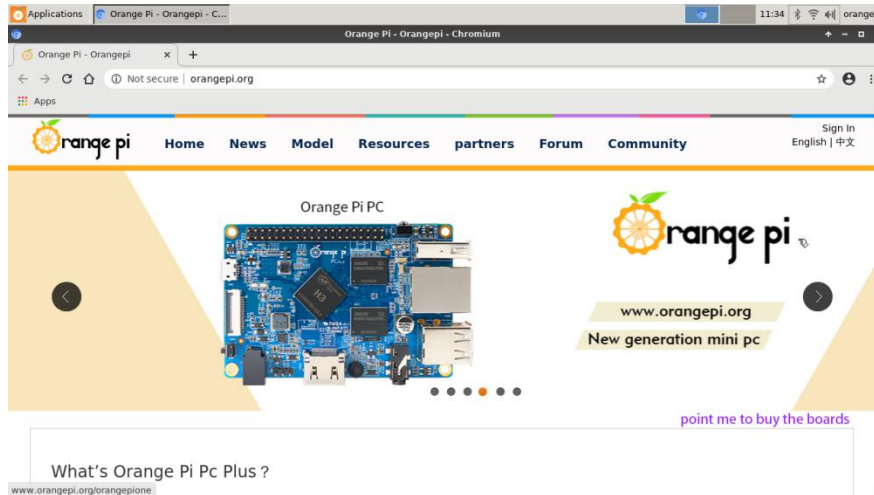 Applications Orange Pi - Orangepi - C... 11:34 orange
Orange Pi - Orangepi - Chromium
Orange Pi - Orangepi
Not secure | orangepi.org
Apps
Sign In
range pi Home News Model Resources partners Forum Community English | 中文
Orange Pi PC
range pi
H3
www.orangepi.org
New generation mini pc
point me to buy the boards
What's Orange Pi Pc Plus ?
www.orangepi.org/orangepione